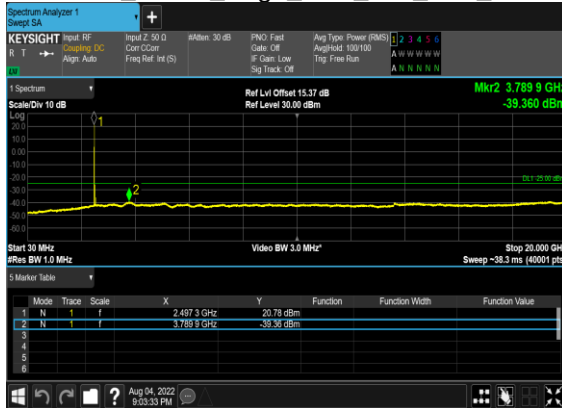 Spectrum Analyzer 1
Swept SA
+
KEYSIGHT Input: RF Input Z: 50 Ω #Atten: 30 dB PNO: Fast Avg Type: Power (RMS) 1 2 3 4 5 6
R T Coupling: DC Corr CCorr Gate: Off Avg|Hold: 100/100 A W W W W W
Align: Auto Freq Ref: Int (S) IF Gain: Low Trig: Free Run
Sig Track: Off A N N N N N
LU
1 Spectrum Ref Lvl Offset 15.37 dB Mkr2 3.789 9 GHz
Scale/Div 10 dB Ref Level 30.00 dBm -39.360 dBm
Log
20.0
10.0
0.00
-10.0
-20.0
-30.0
-40.0
-50.0
-60.0
1
2
DL1 -25.00 dBm
Start 30 MHz Video BW 3.0 MHz* Stop 20.000 GHz
#Res BW 1.0 MHz Sweep ~38.3 ms (40001 pts)
5 Marker Table
Mode Trace Scale X Y Function Function Width Function Value
1 N 1 f 2.497 3 GHz 20.78 dBm
2 N 1 f 3.789 9 GHz -39.36 dBm
3
4
5
6
? Aug 04, 2022
9:03:33 PM